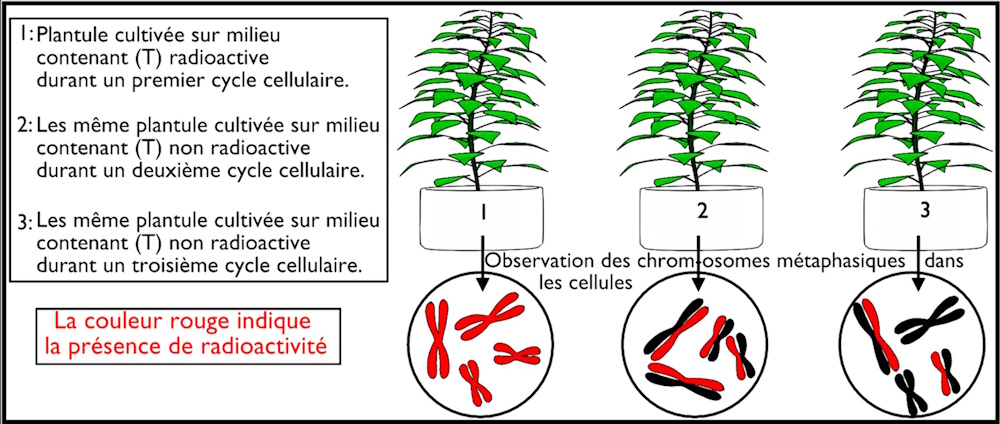 1: Plantule cultivée sur milieu
contenant (T) radioactive
durant un premier cycle cellulaire.
2: Les même plantule cultivée sur milieu
contenant (T) non radioactive
durant un deuxième cycle cellulaire.
3: Les même plantule cultivée sur milieu
contenant (T) non radioactive
durant un troisième cycle cellulaire.
La couleur rouge indique
la présence de radioactivité
1
2
3
Observation des chrom-osomes métaphasiques dans
les cellules